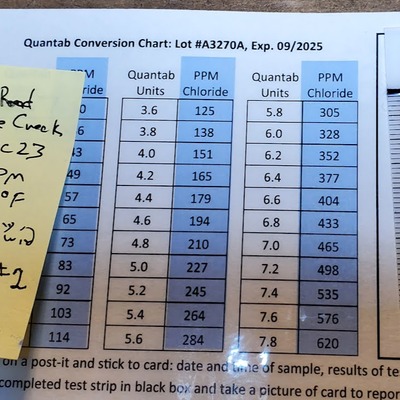 Quantab Conversion Chart: Lot #A3270A, Exp. 09/2025
PPM Quantab PPM Quantab PPM
Chloride Units Chloride Units Chloride
3.6 125 5.8 305
3.8 138 6.0 328
43 4.0 151 6.2 352
49 4.2 165 6.4 377
57 4.4 179 6.6 404
65 4.6 194 6.8 433
73 4.8 210 7.0 465
83 5.0 227 7.2 498
92 5.2 245 7.4 535
103 5.4 264 7.6 576
114 5.6 284 7.8 620
on a post-it and stick to card: date and time of sample, results of te
completed test strip in black box and take a picture of card to repor
Read
C 23